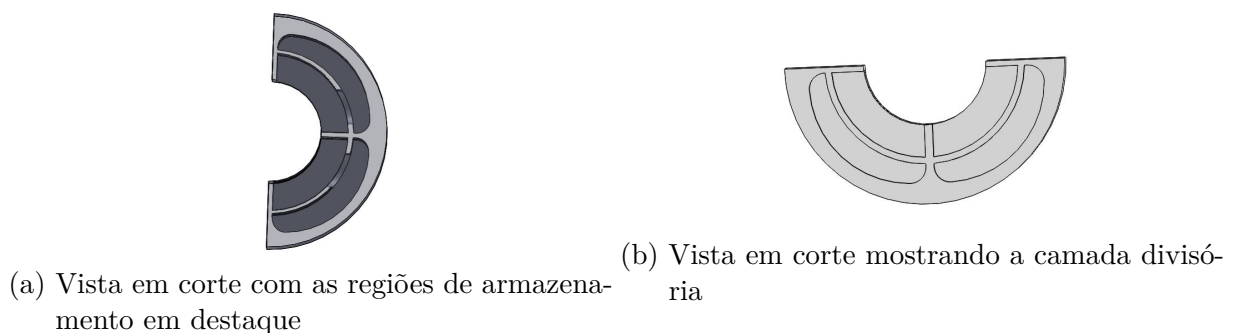 (a) Vista em corte com as regiões de armazena-
mento em destaque
(b) Vista em corte mostrando a camada divisó-
ria